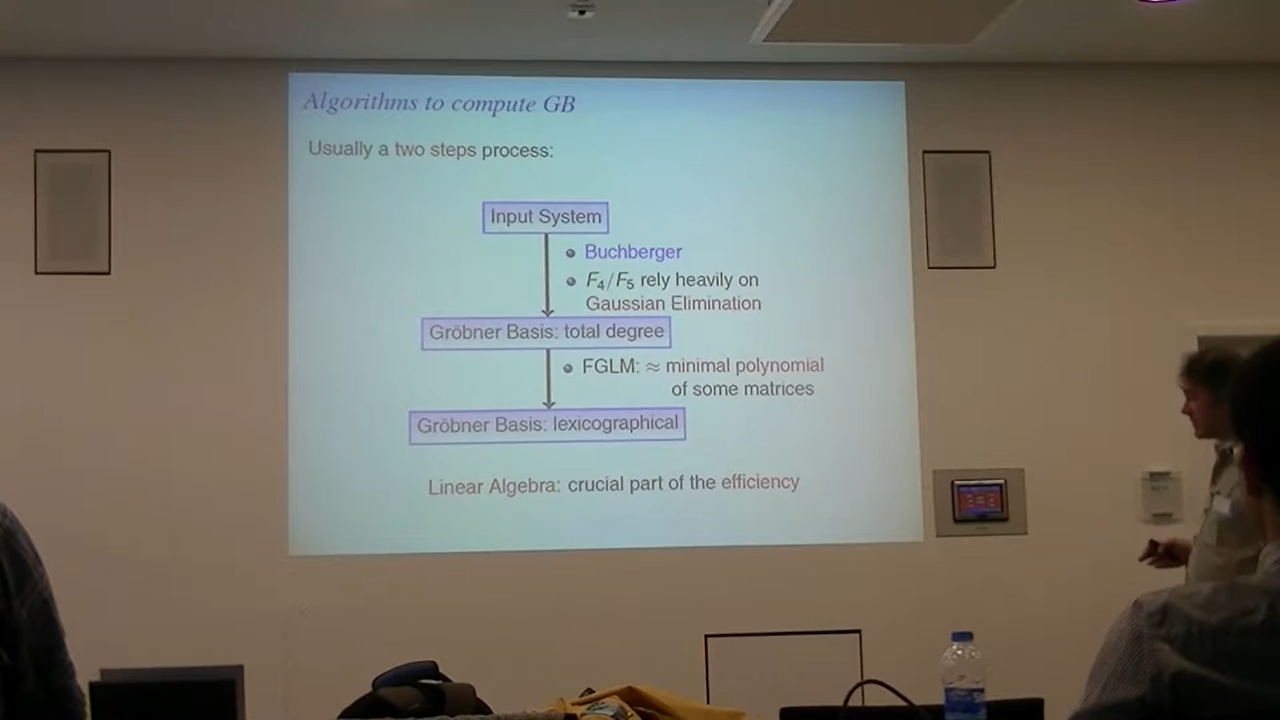 Algorithms to compute GB
Usually a two steps process:
Input System
Buchberger
F₄/F₅ rely heavily on
Gaussian Elimination
Gröbner Basis: total degree
FGLM: ≈ minimal polynomial
of some matrices
Gröbner Basis: lexicographical
Linear Algebra: crucial part of the efficiency